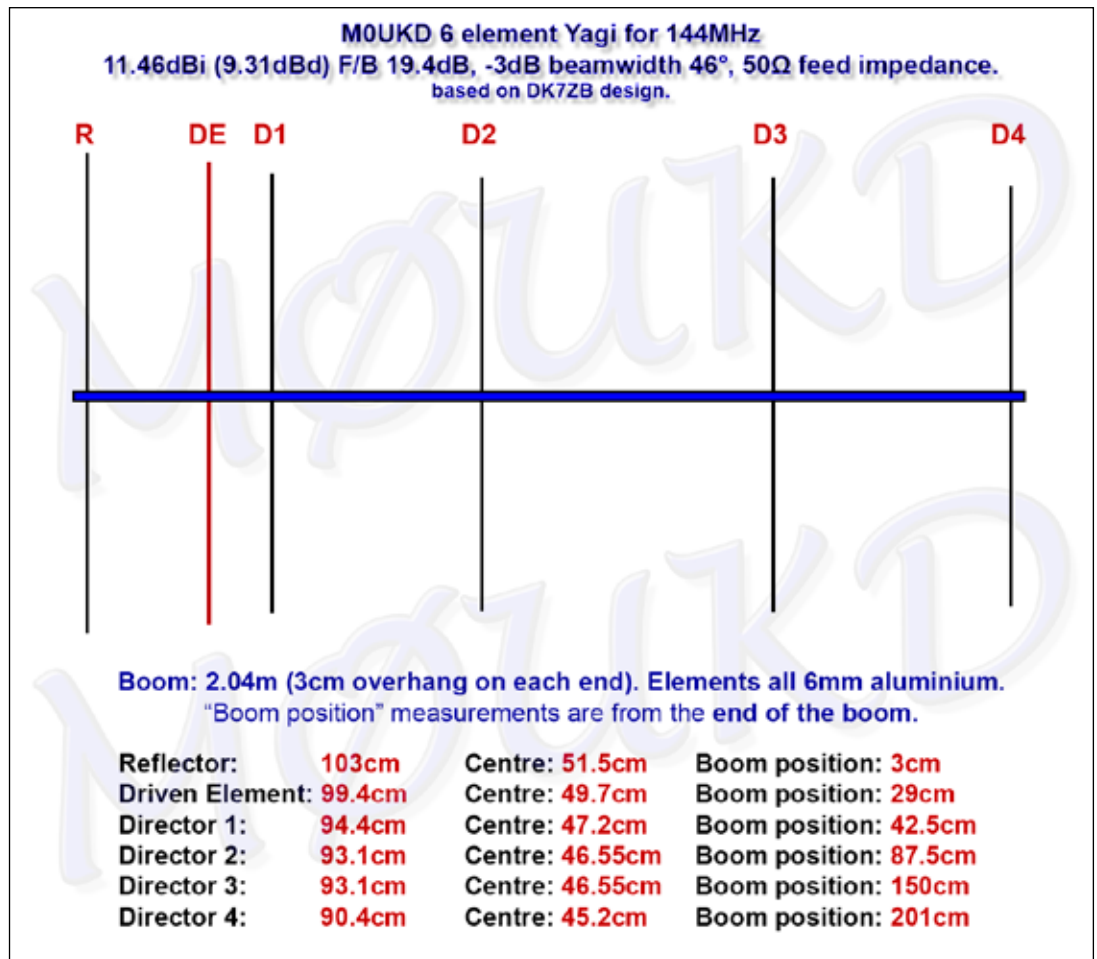 M0UKD 6 element Yagi for 144MHz
11.46dBi (9.31dBd) F/B 19.4dB, -3dB beamwidth 46°, 50Ω feed impedance.
based on DK7ZB design.
R DE D1 D2 D3 D4
MØUKD
MØUKD
Boom: 2.04m (3cm overhang on each end). Elements all 6mm aluminium.
“Boom position” measurements are from the end of the boom.
Reflector: 103cm Centre: 51.5cm Boom position: 3cm
Driven Element: 99.4cm Centre: 49.7cm Boom position: 29cm
Director 1: 94.4cm Centre: 47.2cm Boom position: 42.5cm
Director 2: 93.1cm Centre: 46.55cm Boom position: 87.5cm
Director 3: 93.1cm Centre: 46.55cm Boom position: 150cm
Director 4: 90.4cm Centre: 45.2cm Boom position: 201cm